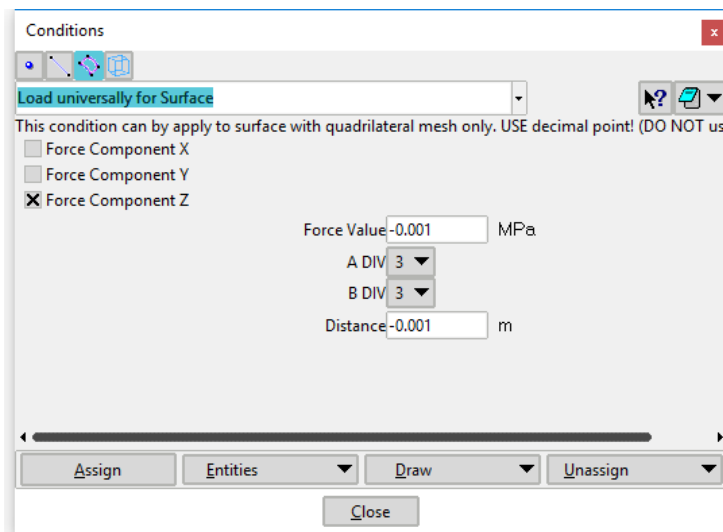 Conditions
x
Load universally for Surface
?
This condition can by apply to surface with quadrilateral mesh only. USE decimal point! (DO NOT us
Force Component X
Force Component Y
Force Component Z
Force Value -0.001 MPa
A DIV 3
B DIV 3
Distance -0.001 m
Assign Entities Draw Unassign
Close